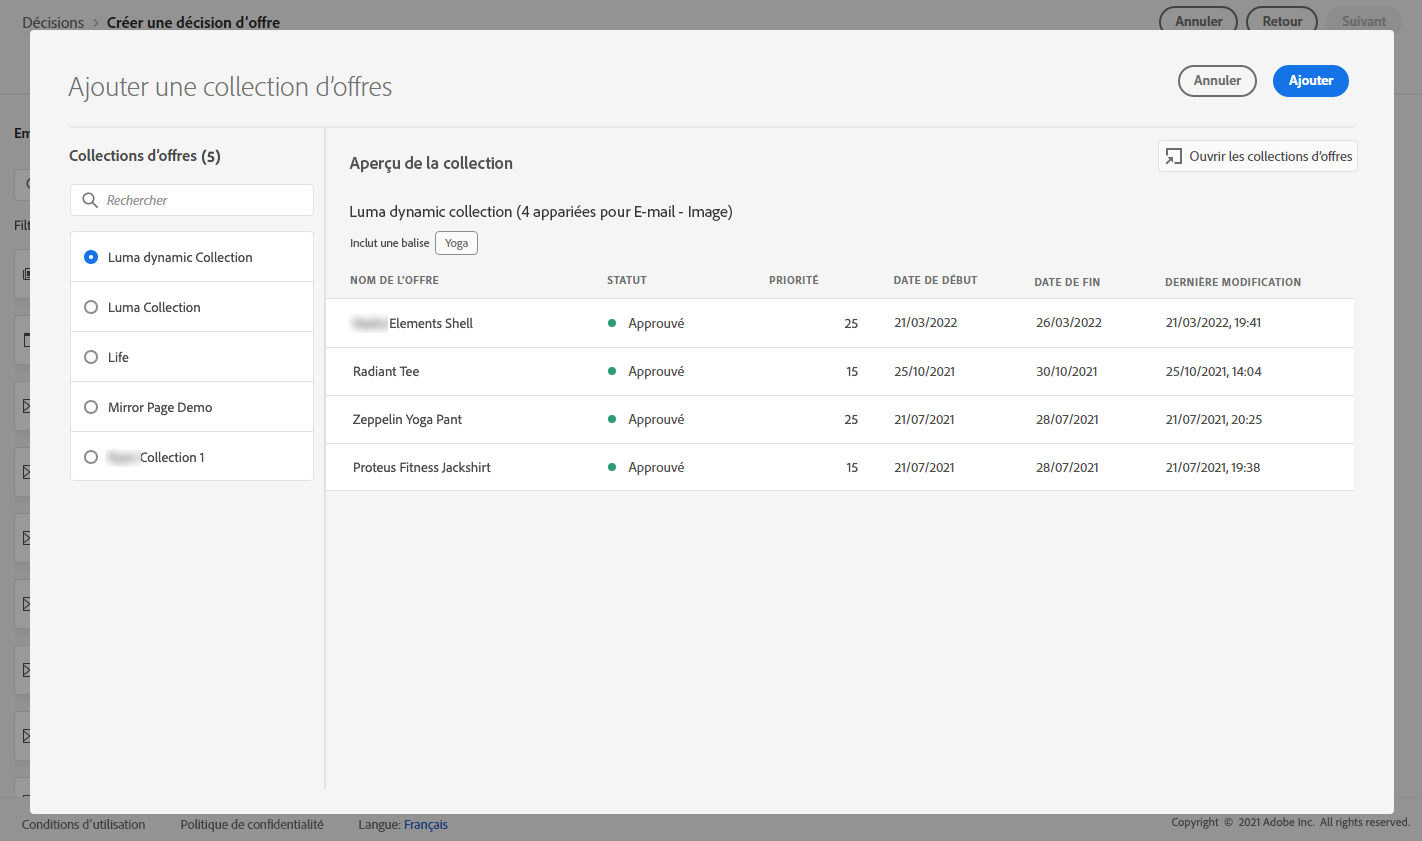 Décisions > Créer une décision d'offre
Annuler Retour Suivant
Ajouter une collection d'offres
Annuler Ajouter
Collections d'offres (5)
Rechercher
Luma dynamic Collection
Luma Collection
Life
Mirror Page Demo
Collection 1
Aperçu de la collection
Ouvrir les collections d'offres
Luma dynamic collection (4 appariées pour E-mail - Image)
Inclut une balise Yoga
NOM DE L'OFFRE STATUT PRIORITÉ DATE DE DÉBUT DATE DE FIN DERNIÈRE MODIFICATION
Elements Shell Approuvé 25 21/03/2022 26/03/2022 21/03/2022, 19:41
Radiant Tee Approuvé 15 25/10/2021 30/10/2021 25/10/2021, 14:04
Zeppelin Yoga Pant Approuvé 25 21/07/2021 28/07/2021 21/07/2021, 20:25
Proteus Fitness Jackshirt Approuvé 15 21/07/2021 28/07/2021 21/07/2021, 19:38
Conditions d'utilisation Politique de confidentialité Langue: Français
Copyright © 2021 Adobe Inc. All rights reserved.